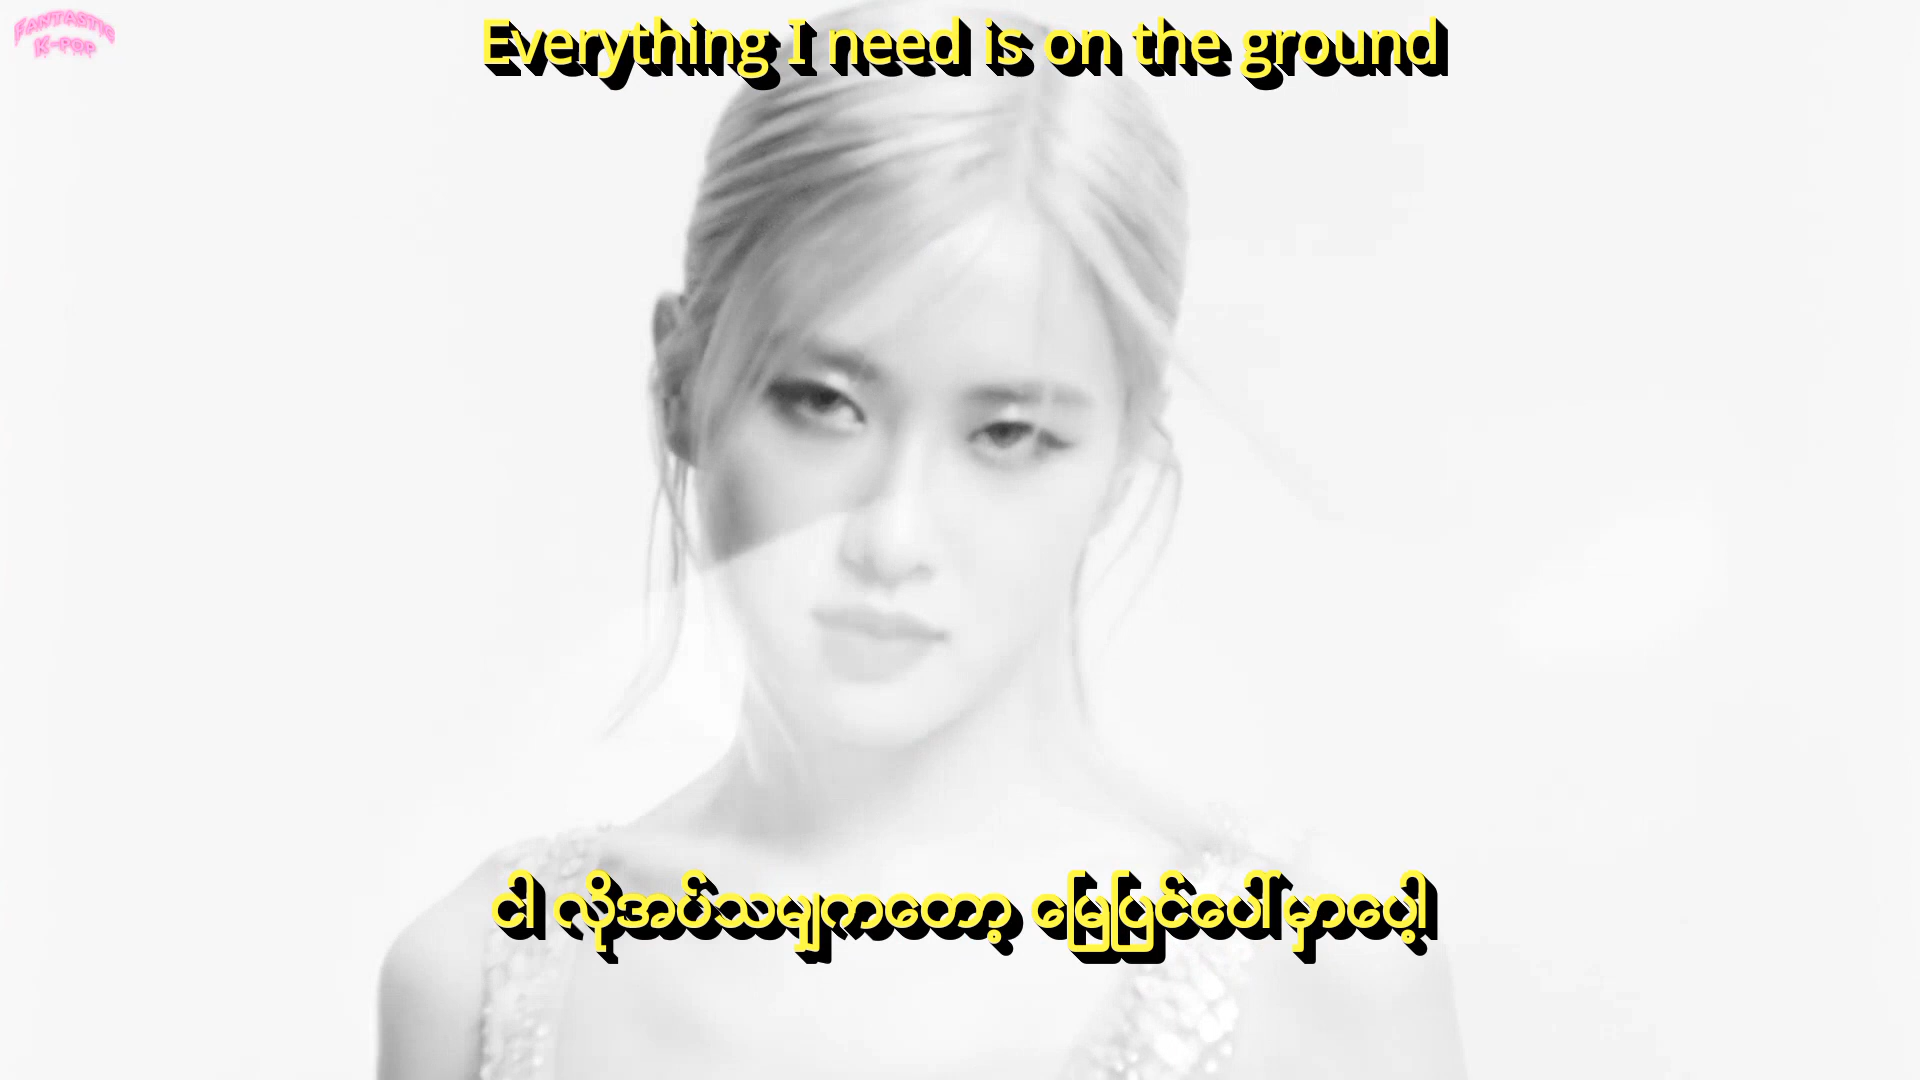 FANTASTIC
K-POP
Everything I need is on the ground
ငါ လိုအပ်သမျှကတော့ မြေပြင်ပေါ်မှာပေ့ါ